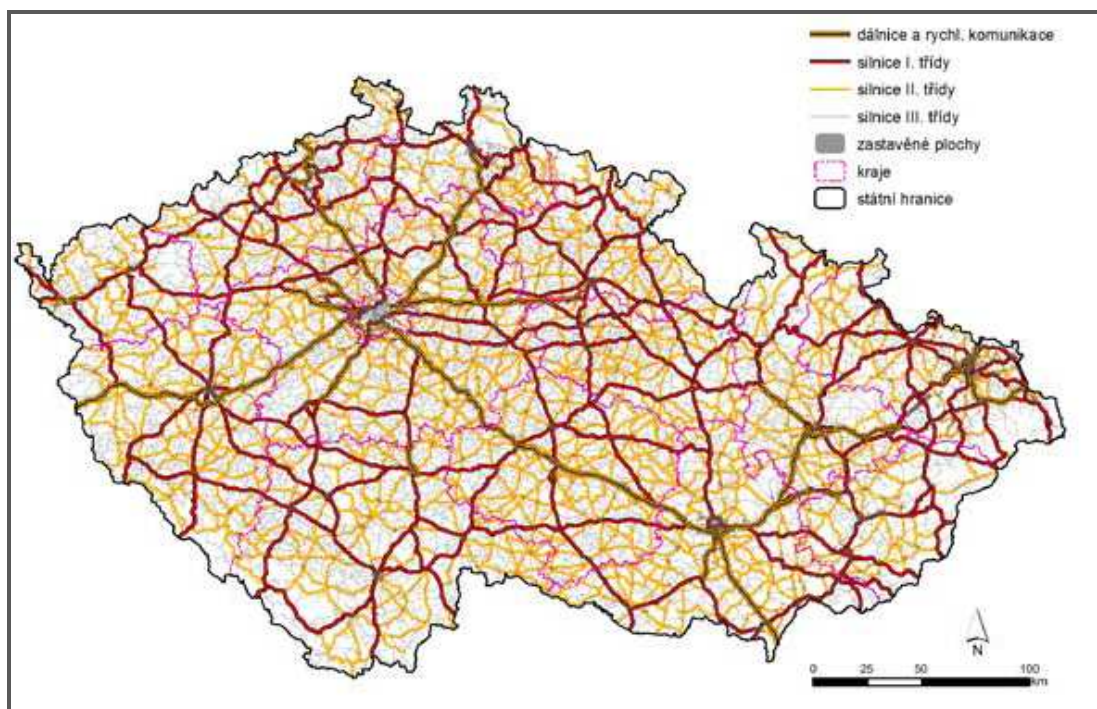 dálnice a rychl. komunikace
silnice I. třídy
silnice II. třídy
silnice III. třídy
zastavěné plochy
kraje
státní hranice
N
0 25 50 100
km